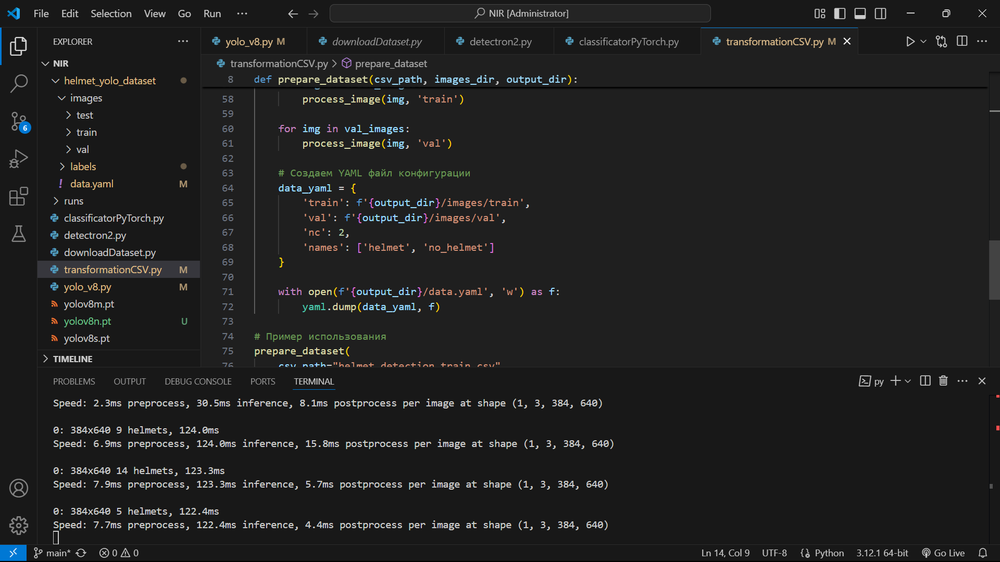 File Edit Selection View Go Run ··· NIR [Administrator]
EXPLORER
NIR
helmet_yolo_dataset
images
test
train
val
labels
data.yaml M
runs
classificatorPyTorch.py
detectron2.py
downloadDataset.py
transformationCSV.py M
yolo_v8.py M
yolov8m.pt
yolov8n.pt U
yolov8s.pt
TIMELINE
6
yolo_v8.py M downloadDataset.py detectron2.py classificatorPyTorch.py transformationCSV.py M
transformationCSV.py > prepare_dataset
8 def prepare_dataset(csv_path, images_dir, output_dir):
58 process_image(img, 'train')
59
60 for img in val_images:
61 process_image(img, 'val')
62
63 # Создаем YAML файл конфигурации
64 data_yaml = {
65 'train': f'{output_dir}/images/train',
66 'val': f'{output_dir}/images/val',
67 'nc': 2,
68 'names': ['helmet', 'no_helmet']
69 }
70
71 with open(f'{output_dir}/data.yaml', 'w') as f:
72 yaml.dump(data_yaml, f)
73
74 # Пример использования
75 prepare_dataset(
76 csv_path="helmet_detection_train.csv"
PROBLEMS OUTPUT DEBUG CONSOLE PORTS TERMINAL py
Speed: 2.3ms preprocess, 30.5ms inference, 8.1ms postprocess per image at shape (1, 3, 384, 640)
0: 384x640 9 helmets, 124.0ms
Speed: 6.9ms preprocess, 124.0ms inference, 15.8ms postprocess per image at shape (1, 3, 384, 640)
0: 384x640 14 helmets, 123.3ms
Speed: 7.9ms preprocess, 123.3ms inference, 5.7ms postprocess per image at shape (1, 3, 384, 640)
0: 384x640 5 helmets, 122.4ms
Speed: 7.7ms preprocess, 122.4ms inference, 4.4ms postprocess per image at shape (1, 3, 384, 640)
main* 0 0 Ln 14, Col 9 UTF-8 Python 3.12.1 64-bit Go Live